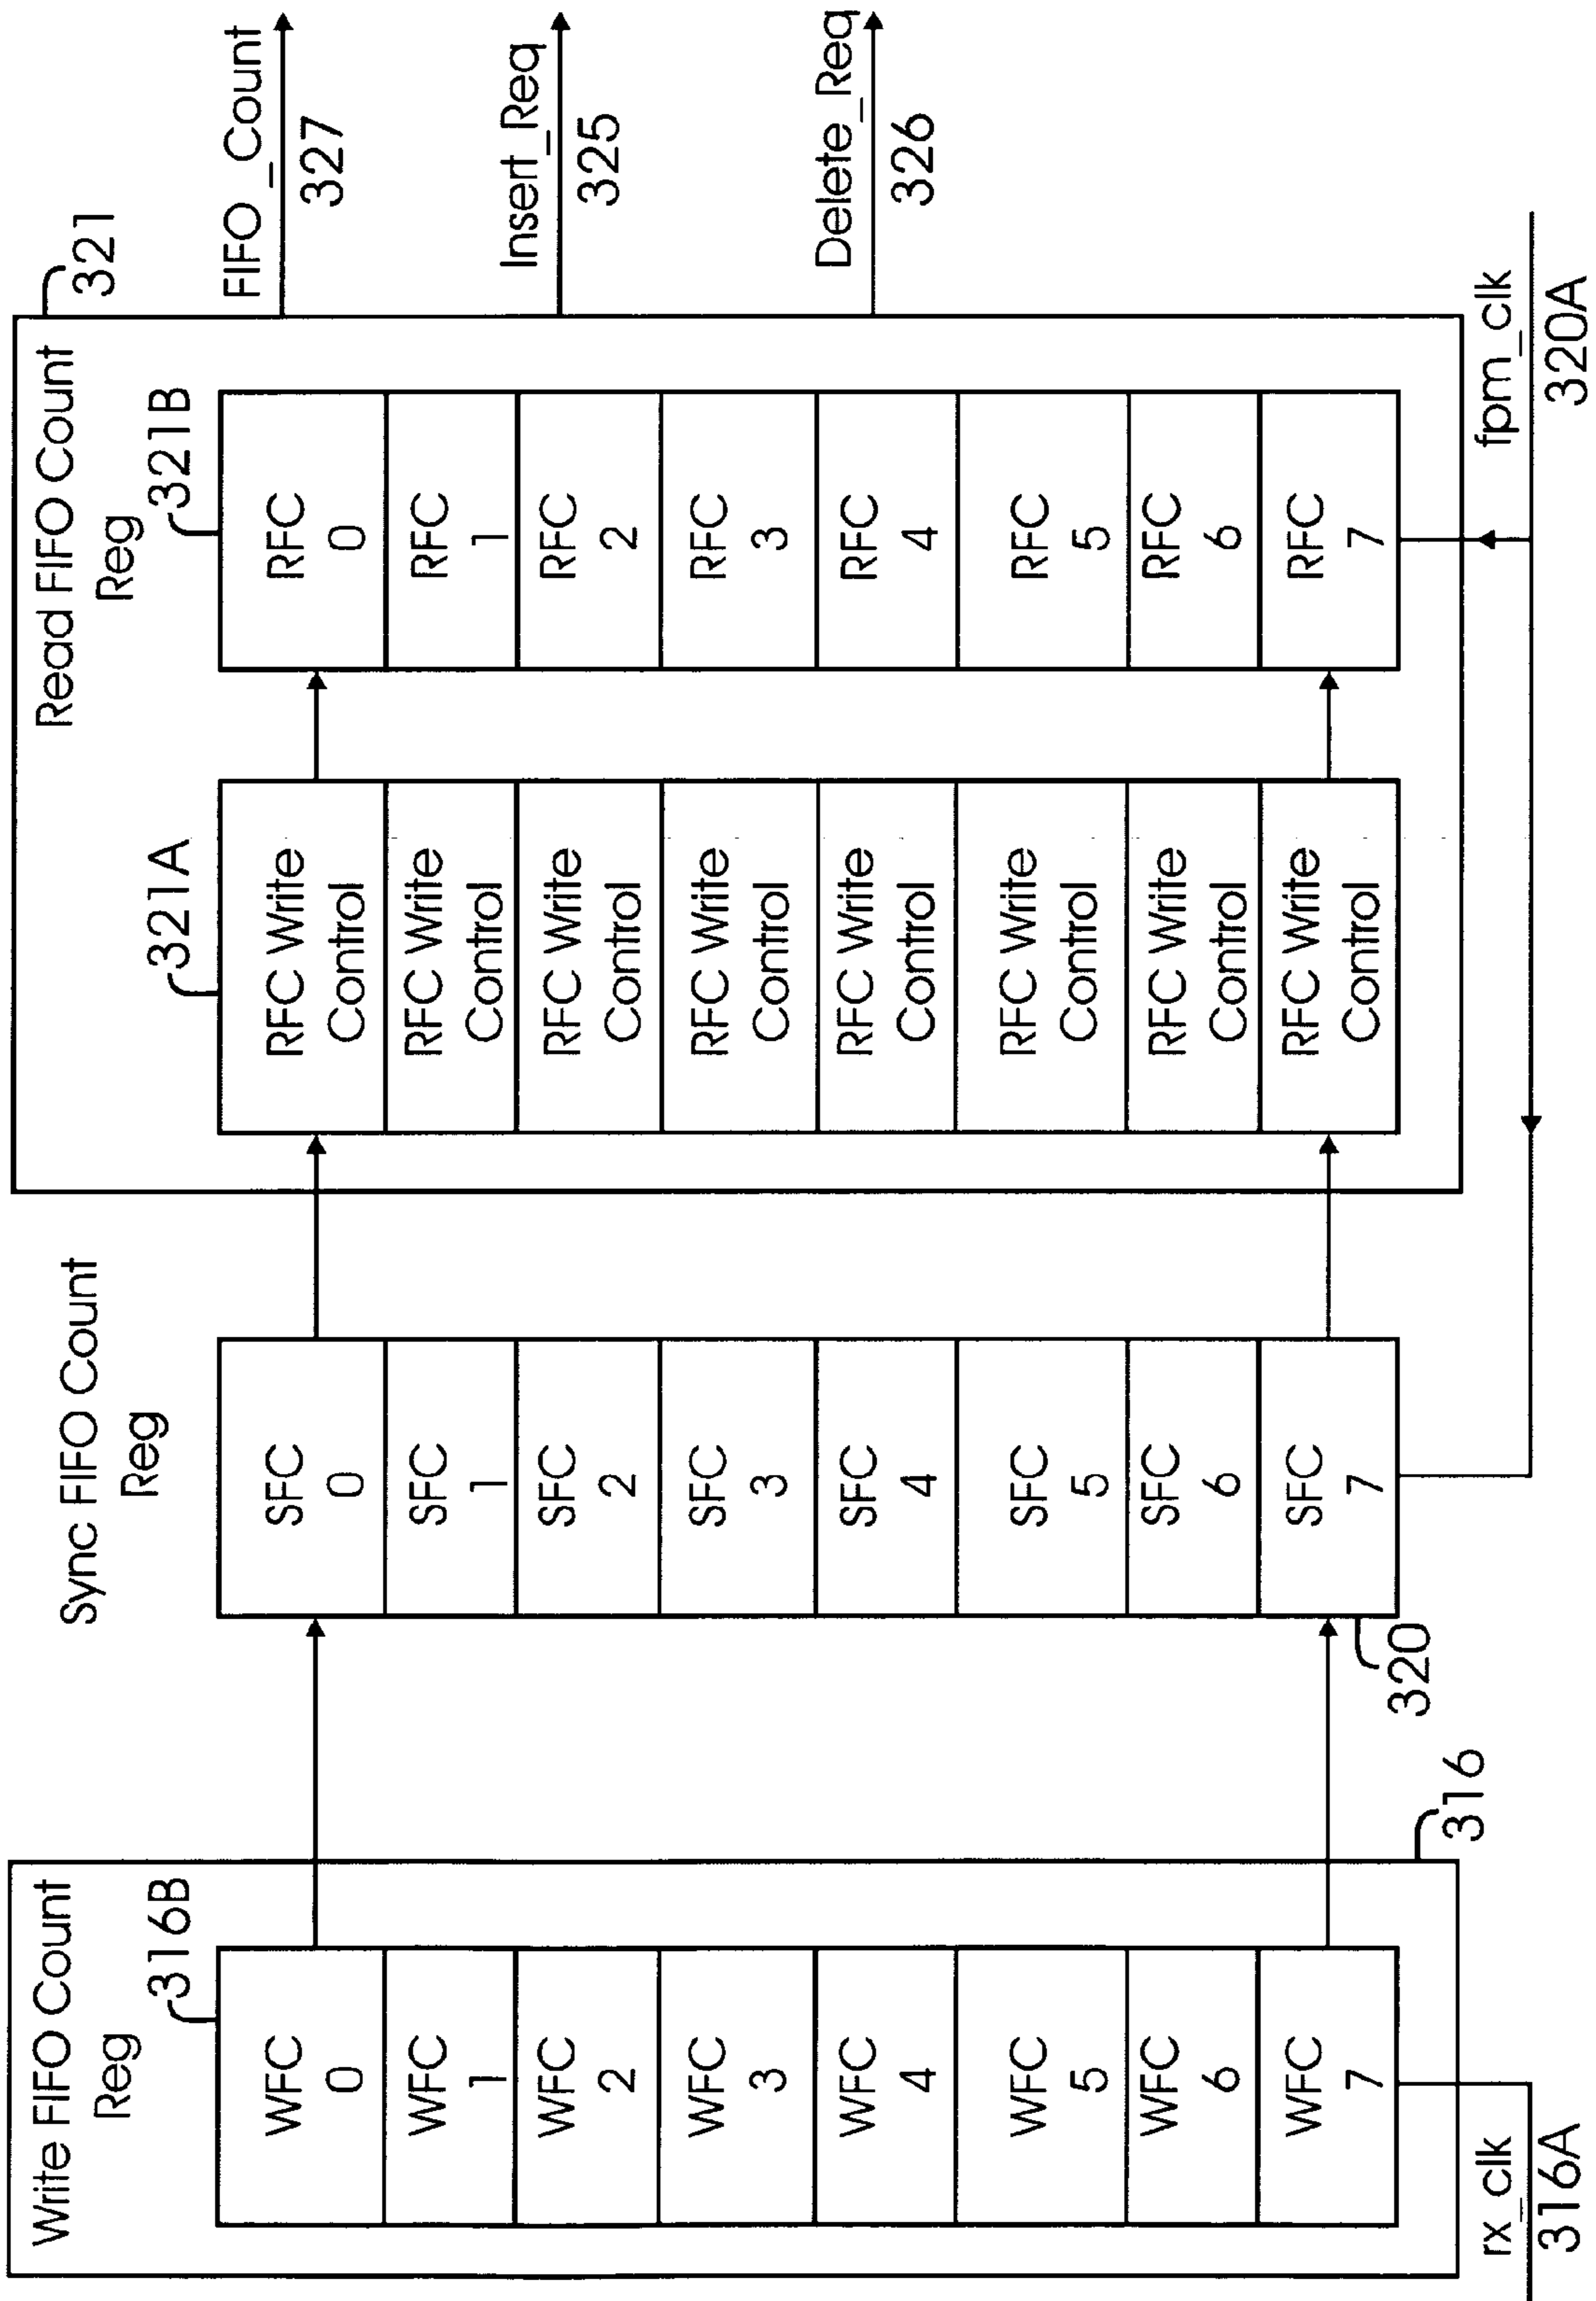 Write FIFO Count
Reg
316B
WFC
0
WFC
1
WFC
2
WFC
3
WFC
4
WFC
5
WFC
6
WFC
7
316
rx_clk
316A
Sync FIFO Count
Reg
SFC
0
SFC
1
SFC
2
SFC
3
SFC
4
SFC
5
SFC
6
SFC
7
320
Read FIFO Count
Reg
321
321A
RFC Write
Control
RFC Write
Control
RFC Write
Control
RFC Write
Control
RFC Write
Control
RFC Write
Control
RFC Write
Control
RFC Write
Control
321B
RFC
0
RFC
1
RFC
2
RFC
3
RFC
4
RFC
5
RFC
6
RFC
7
FIFO_Count
327
Insert_Req
325
Delete_Req
326
fpm_clk
320A